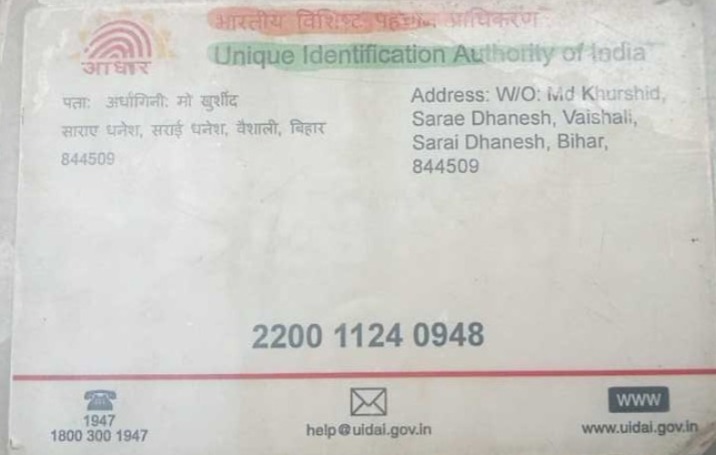 भारतीय विशिष्ट पहचान प्राधिकरण
Unique Identification Authority of India
आधार
पता: अर्धांगिनी: मो खुर्शीद
साराए धनेश, सराई धनेश, वैशाली, बिहार
844509
Address: W/O: Md Khurshid,
Sarae Dhanesh, Vaishali,
Sarai Dhanesh, Bihar,
844509
2200 1124 0948
1947
1800 300 1947
help@uidai.gov.in
WWW
www.uidai.gov.in